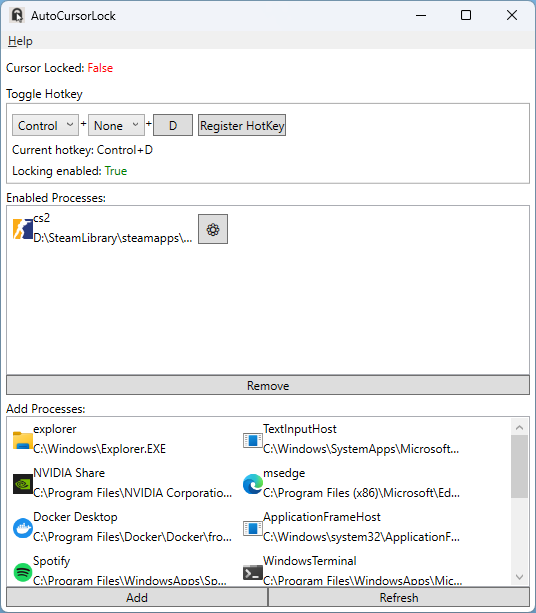 AutoCursorLock
Help
Cursor Locked: False
Toggle Hotkey
Control + None + D Register HotKey
Current hotkey: Control+D
Locking enabled: True
Enabled Processes:
cs2
D:\SteamLibrary\steamapps\...
Remove
Add Processes:
explorer
C:\Windows\Explorer.EXE
TextInputHost
C:\Windows\SystemApps\Microsoft...
NVIDIA Share
C:\Program Files\NVIDIA Corporatio...
msedge
C:\Program Files (x86)\Microsoft\Ed...
Docker Desktop
C:\Program Files\Docker\Docker\fro...
ApplicationFrameHost
C:\Windows\system32\ApplicationF...
Spotify
C:\Program Files\WindowsApps\Sp...
WindowsTerminal
C:\Program Files\WindowsApps\Mic...
Add
Refresh